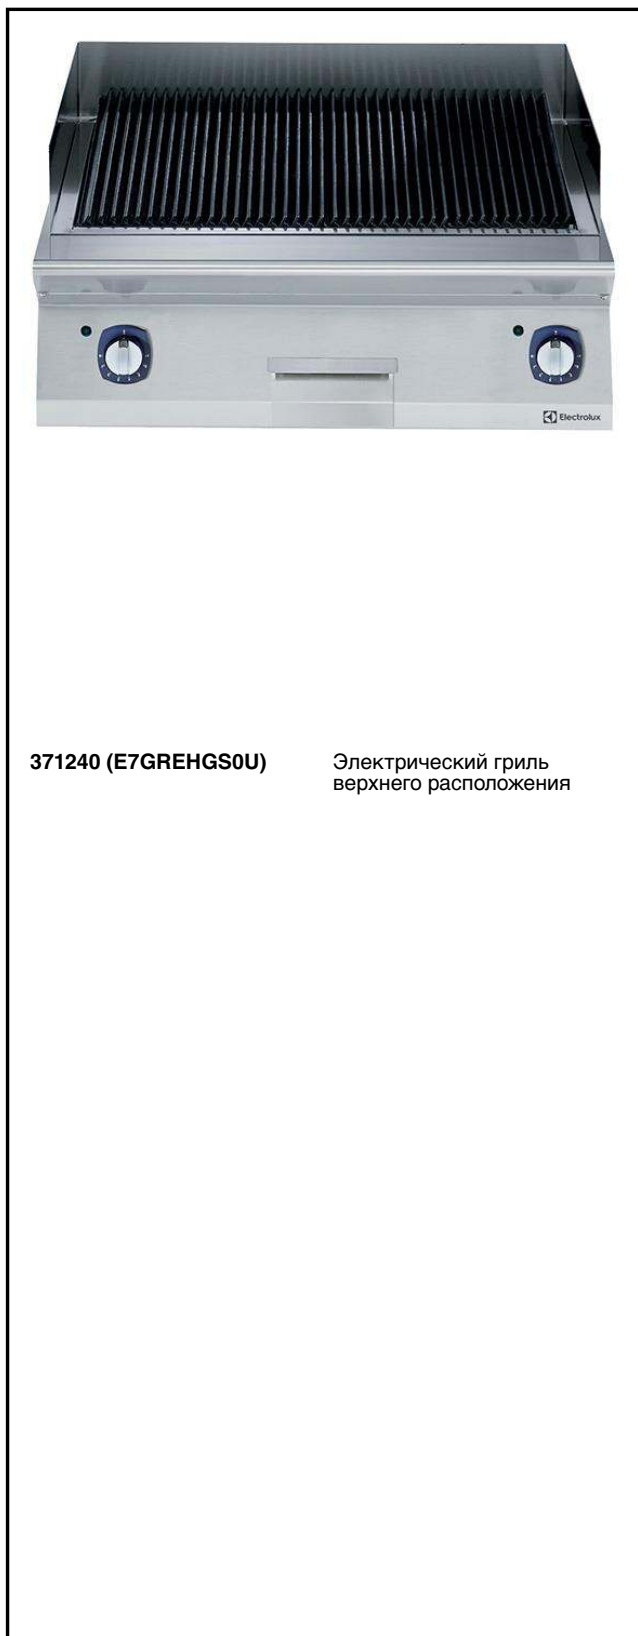 Electrolux
371240 (E7GREHGS0U)
Электрический гриль
верхнего расположения